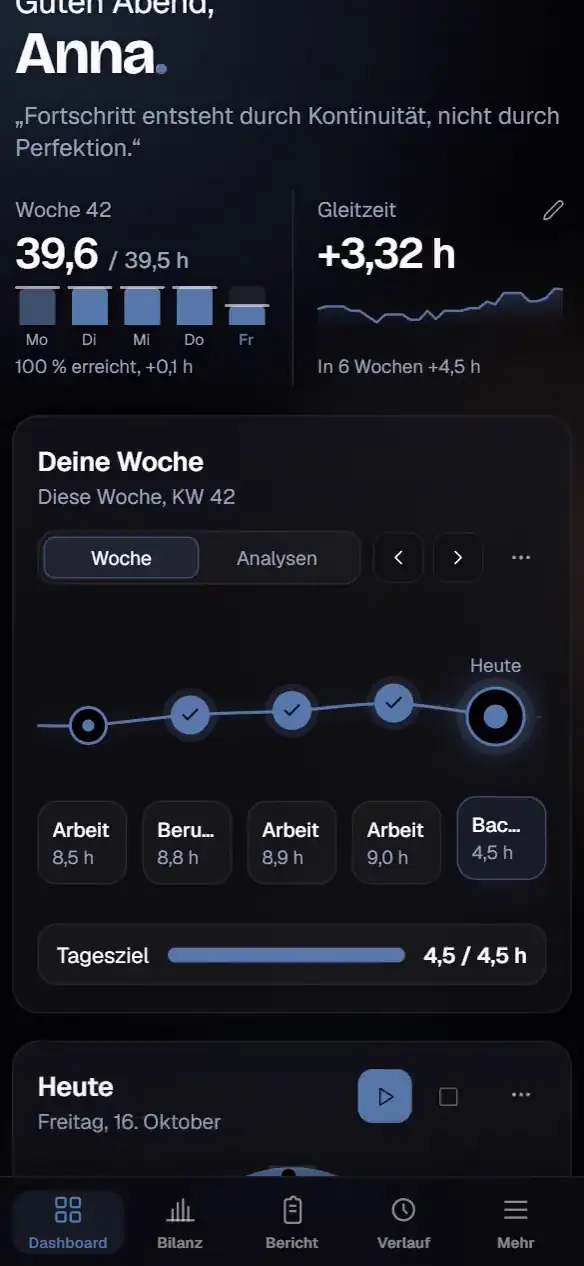 Guten Abend,
Anna.
„Fortschritt entsteht durch Kontinuität, nicht durch
Perfektion.“
Woche 42
39,6 / 39,5 h
Mo Di Mi Do Fr
100 % erreicht, +0,1 h
Gleitzeit
+3,32 h
In 6 Wochen +4,5 h
Deine Woche
Diese Woche, KW 42
Woche Analysen
Heute
Arbeit
8,5 h
Beru...
8,8 h
Arbeit
8,9 h
Arbeit
9,0 h
Bac...
4,5 h
Tagesziel 4,5 / 4,5 h
Heute
Freitag, 16. Oktober
Dashboard Bilanz Bericht Verlauf Mehr